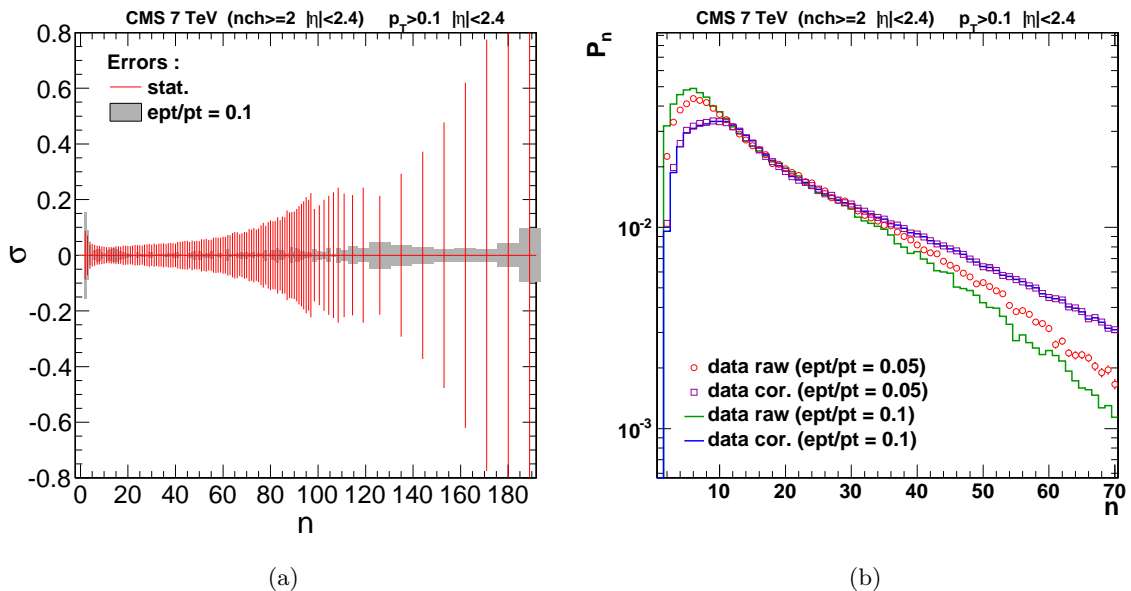 CMS 7 TeV (nch>=2 |η|<2.4) p_T>0.1 |η|<2.4
σ
0.8
0.6
0.4
0.2
0
-0.2
-0.4
-0.6
-0.8
Errors :
stat.
ept/pt = 0.1
0 20 40 60 80 100 120 140 160 180
n
(a)
CMS 7 TeV (nch>=2 |η|<2.4) p_T>0.1 |η|<2.4
P_n
10^-2
10^-3
data raw (ept/pt = 0.05)
data cor. (ept/pt = 0.05)
data raw (ept/pt = 0.1)
data cor. (ept/pt = 0.1)
10 20 30 40 50 60 70
n
(b)